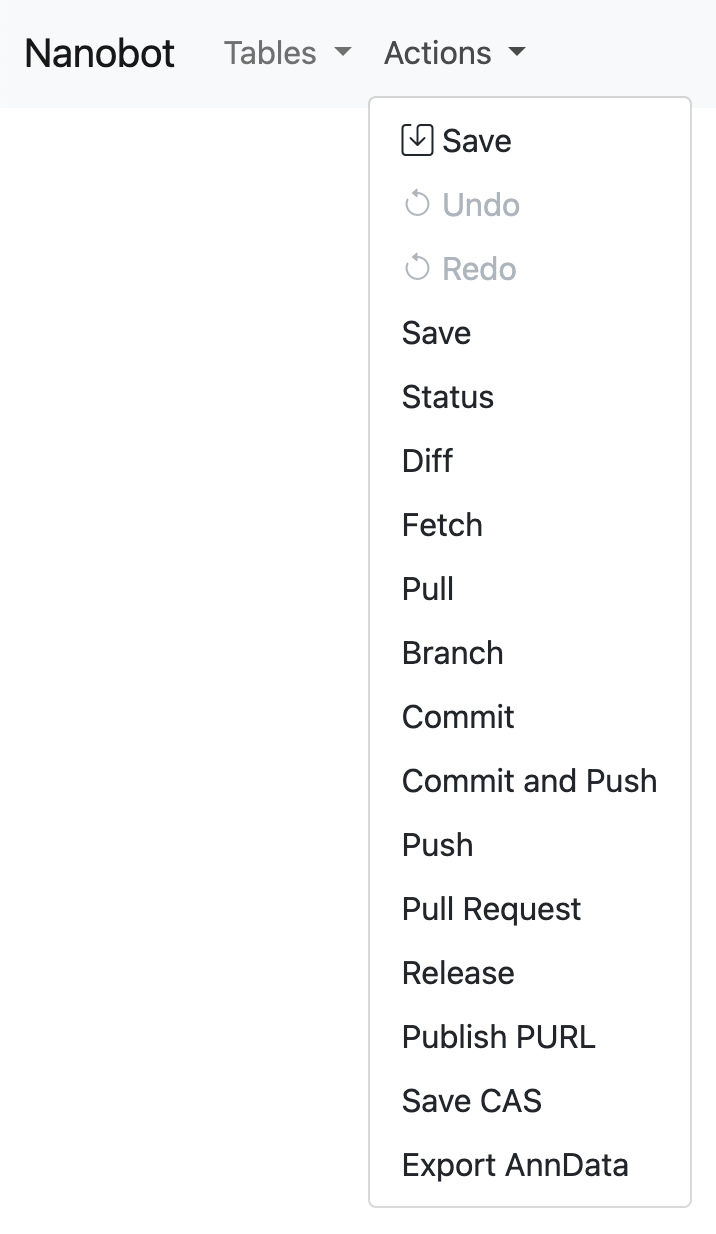 Nanobot Tables Actions
Save
Undo
Redo
Save
Status
Diff
Fetch
Pull
Branch
Commit
Commit and Push
Push
Pull Request
Release
Publish PURL
Save CAS
Export AnnData